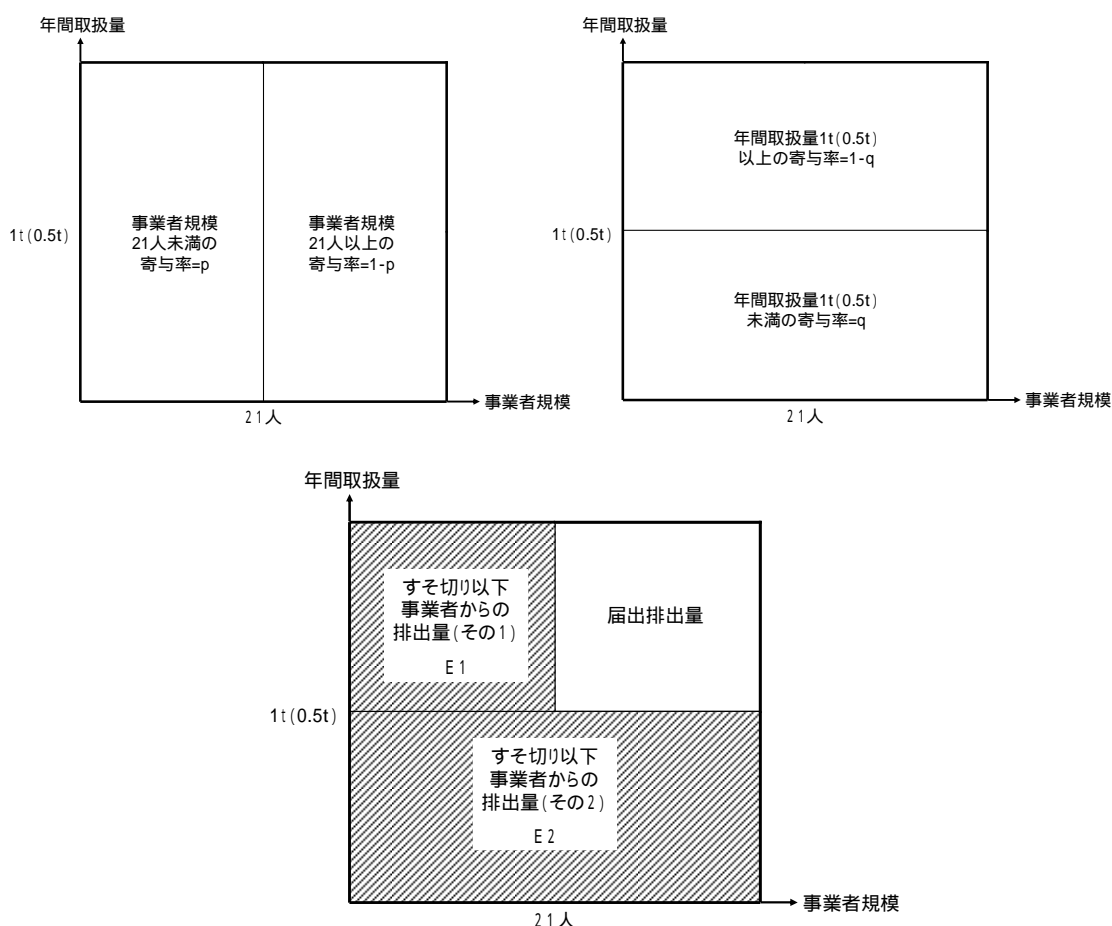 年間取扱量
1t(0.5t)
事業者規模
21人未満の
寄与率=p
事業者規模
21人以上の
寄与率=1-p
事業者規模
21人
年間取扱量
年間取扱量1t(0.5t)
以上の寄与率=1-q
1t(0.5t)
年間取扱量1t(0.5t)
未満の寄与率=q
事業者規模
21人
年間取扱量
すそ切り以下
事業者からの
排出量(その1)
E1
届出排出量
1t(0.5t)
すそ切り以下
事業者からの
排出量(その2)
E2
事業者規模
21人